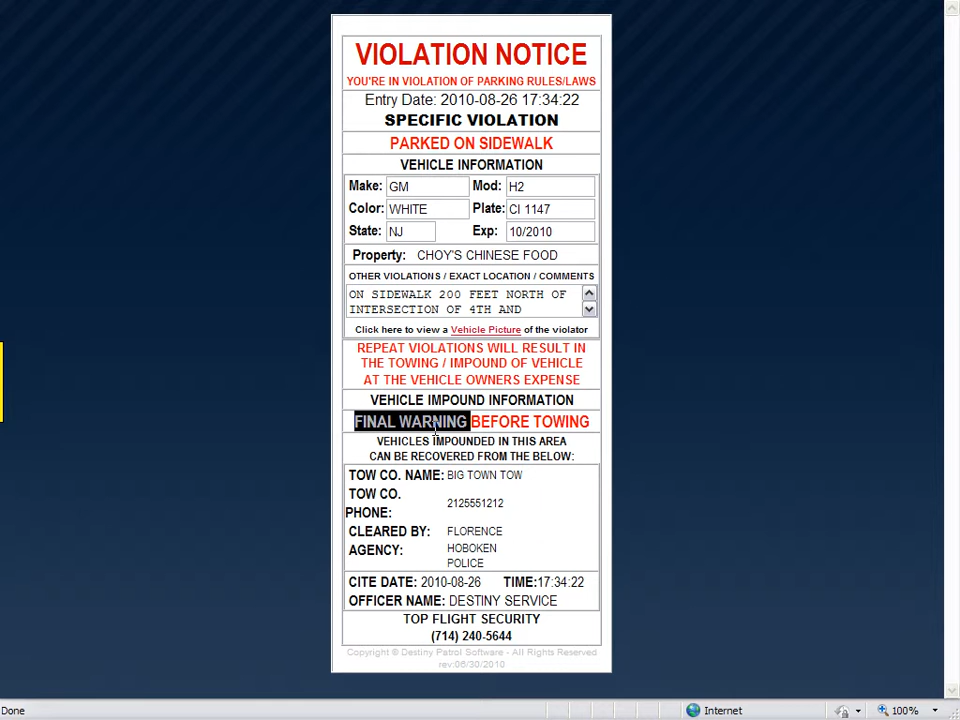 VIOLATION NOTICE
YOU'RE IN VIOLATION OF PARKING RULES/LAWS
Entry Date: 2010-08-26 17:34:22
SPECIFIC VIOLATION
PARKED ON SIDEWALK
VEHICLE INFORMATION
Make: GM Mod: H2
Color: WHITE Plate: CI 1147
State: NJ Exp: 10/2010
Property: CHOY'S CHINESE FOOD
OTHER VIOLATIONS / EXACT LOCATION / COMMENTS
ON SIDEWALK 200 FEET NORTH OF
INTERSECTION OF 4TH AND
Click here to view a Vehicle Picture of the violator
REPEAT VIOLATIONS WILL RESULT IN
THE TOWING / IMPOUND OF VEHICLE
AT THE VEHICLE OWNERS EXPENSE
VEHICLE IMPOUND INFORMATION
FINAL WARNING BEFORE TOWING
VEHICLES IMPOUNDED IN THIS AREA
CAN BE RECOVERED FROM THE BELOW:
TOW CO. NAME: BIG TOWN TOW
TOW CO.
PHONE: 2125551212
CLEARED BY: FLORENCE
AGENCY: HOBOKEN
POLICE
CITE DATE: 2010-08-26 TIME:17:34:22
OFFICER NAME: DESTINY SERVICE
TOP FLIGHT SECURITY
(714) 240-5644
Copyright © Destiny Patrol Software - All Rights Reserved
rev:06/30/2010
Done Internet 100%